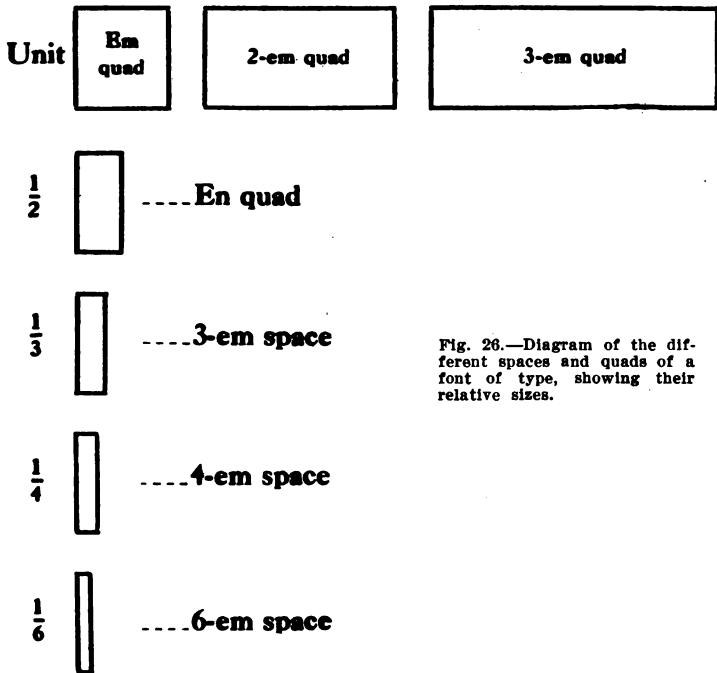 Unit
Em
quad
2-em quad
3-em quad
1/2
----En quad
1/3
----3-em space
Fig. 26.—Diagram of the dif-
ferent spaces and quads of a
font of type, showing their
relative sizes.
1/4
----4-em space
1/6
----6-em space